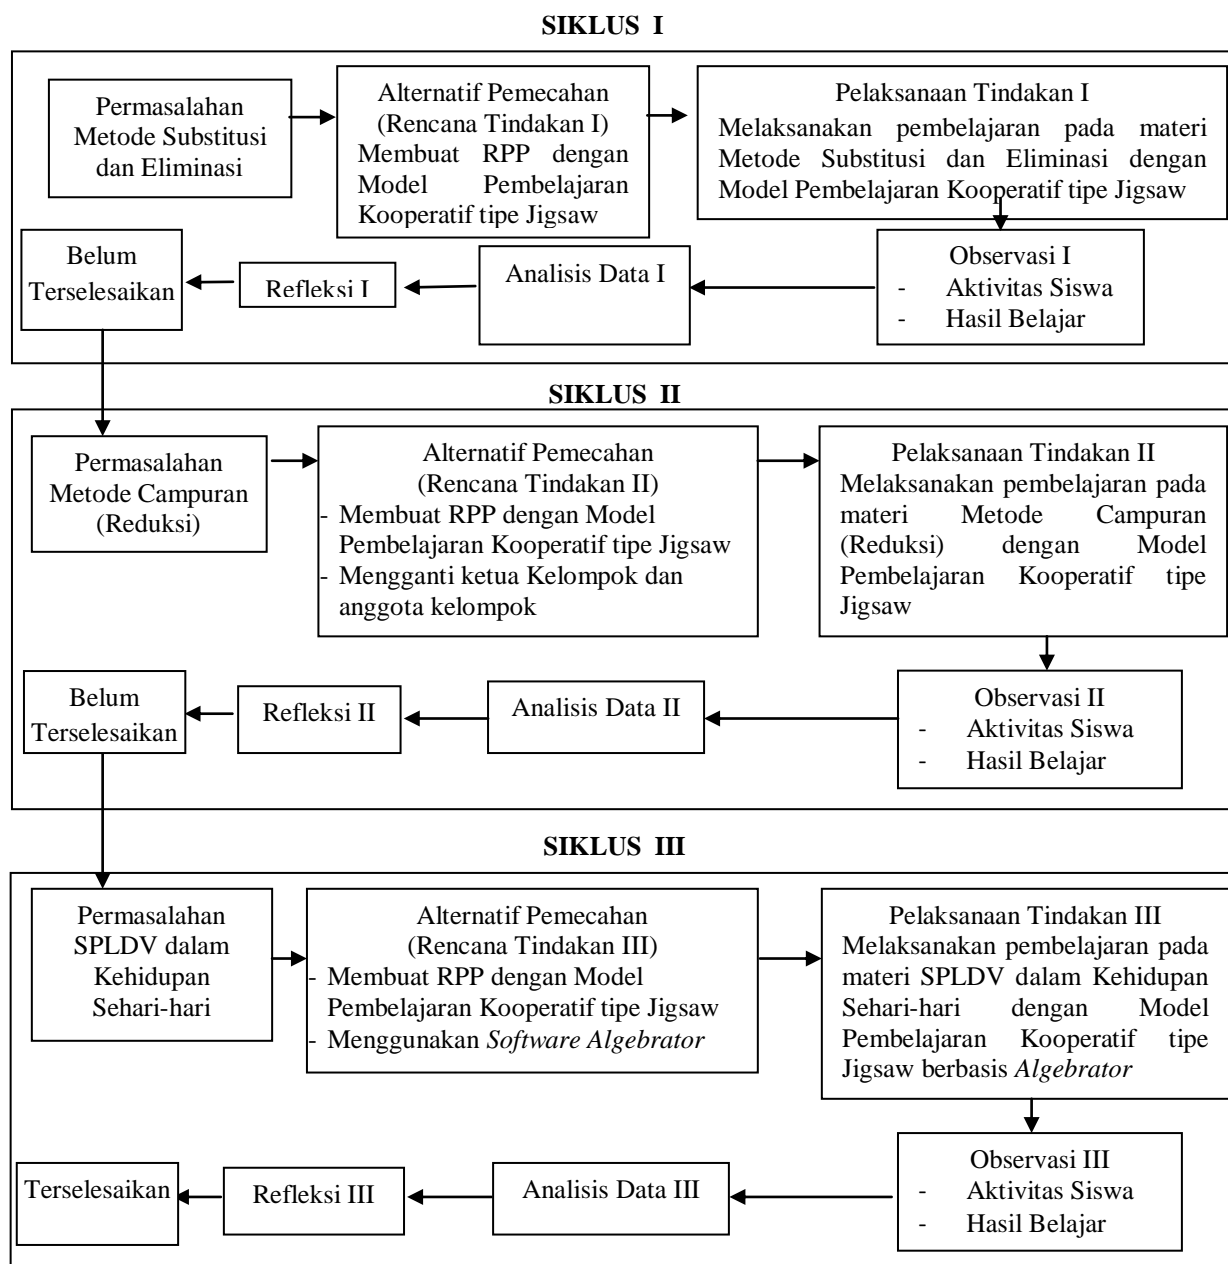 SIKLUS I
Permasalahan
Metode Substitusi
dan Eliminasi
Alternatif Pemecahan
(Rencana Tindakan I)
Membuat RPP dengan
Model Pembelajaran
Kooperatif tipe Jigsaw
Pelaksanaan Tindakan I
Melaksanakan pembelajaran pada materi
Metode Substitusi dan Eliminasi dengan
Model Pembelajaran Kooperatif tipe Jigsaw
Observasi I
- Aktivitas Siswa
- Hasil Belajar
Analisis Data I
Refleksi I
Belum
Terselesaikan
SIKLUS II
Permasalahan
Metode Campuran
(Reduksi)
Alternatif Pemecahan
(Rencana Tindakan II)
- Membuat RPP dengan Model
Pembelajaran Kooperatif tipe Jigsaw
- Mengganti ketua Kelompok dan
anggota kelompok
Pelaksanaan Tindakan II
Melaksanakan pembelajaran pada
materi Metode Campuran
(Reduksi) dengan Model
Pembelajaran Kooperatif tipe
Jigsaw
Observasi II
- Aktivitas Siswa
- Hasil Belajar
Analisis Data II
Refleksi II
Belum
Terselesaikan
SIKLUS III
Permasalahan
SPLDV dalam
Kehidupan
Sehari-hari
Alternatif Pemecahan
(Rencana Tindakan III)
- Membuat RPP dengan Model
Pembelajaran Kooperatif tipe Jigsaw
- Menggunakan Software Algebrator
Pelaksanaan Tindakan III
Melaksanakan pembelajaran pada
materi SPLDV dalam Kehidupan
Sehari-hari dengan Model
Pembelajaran Kooperatif tipe
Jigsaw berbasis Algebrator
Observasi III
- Aktivitas Siswa
- Hasil Belajar
Analisis Data III
Refleksi III
Terselesaikan